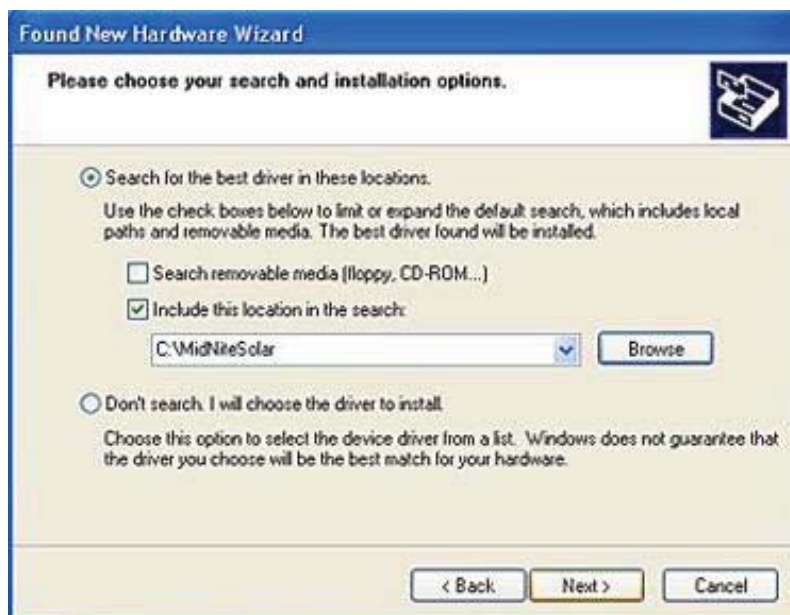 Found New Hardware Wizard
Please choose your search and installation options.
Search for the best driver in these locations.
Use the check boxes below to limit or expand the default search, which includes local
paths and removable media. The best driver found will be installed.
Search removable media (floppy, CD-ROM...)
Include this location in the search:
C:\MidNiteSolar
Browse
Don't search. I will choose the driver to install.
Choose this option to select the device driver from a list. Windows does not guarantee that
the driver you choose will be the best match for your hardware.
< Back Next > Cancel